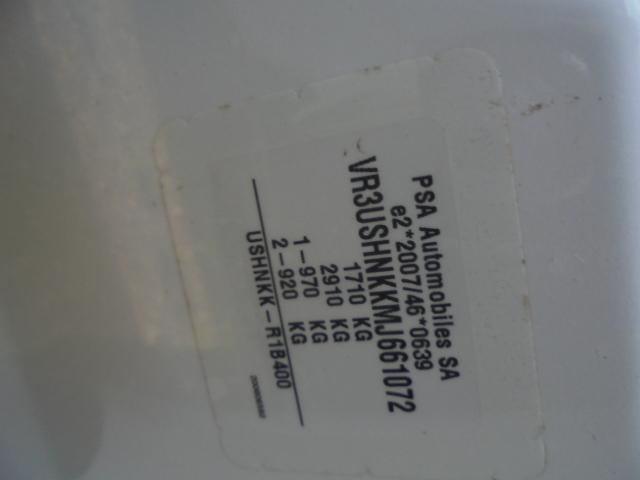 PSA Automobiles SA
e2*2007/46*0639
VR3USHNKKMJ661072
1710 KG
2910 KG
1-970 KG
2-920 KG
USHNKK-R1B400